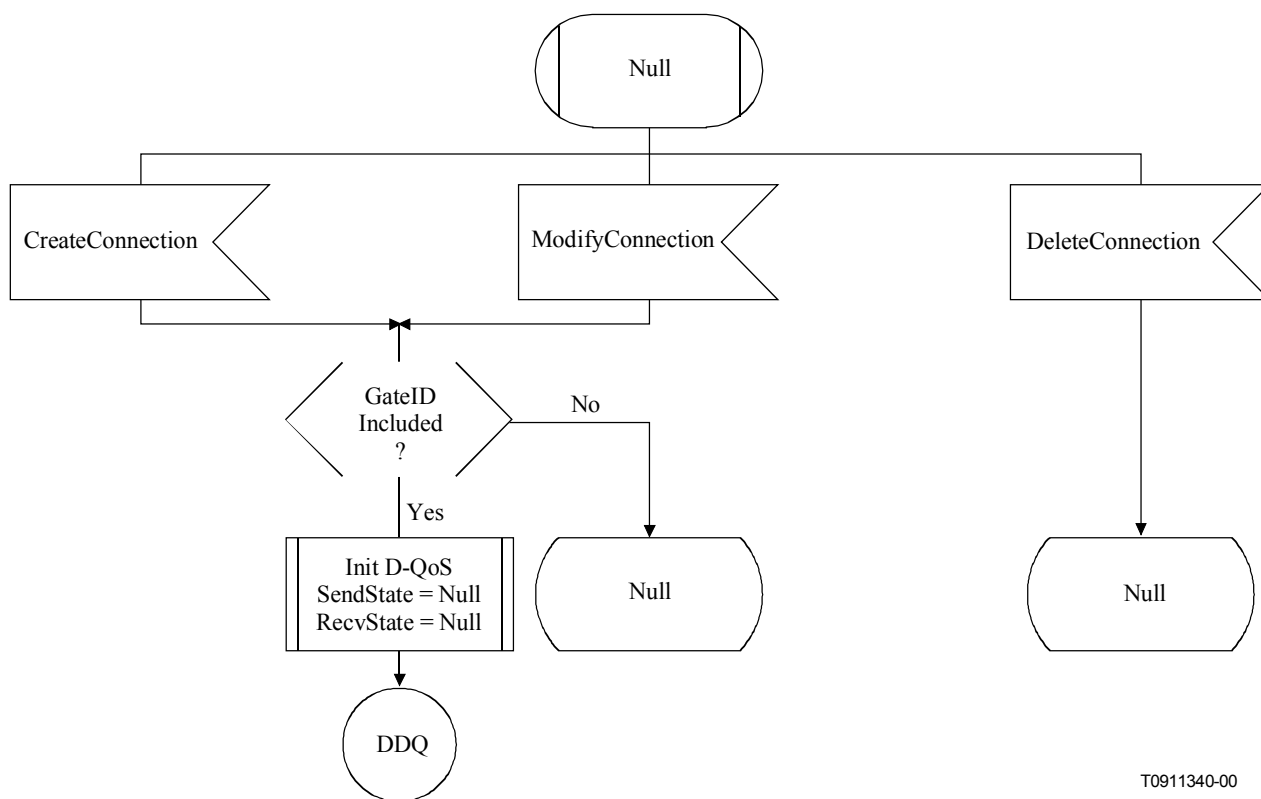 Null
CreateConnection
ModifyConnection
DeleteConnection
GateID
Included
?
No
Yes
Init D-QoS
SendState = Null
RecvState = Null
Null
Null
DDQ
T0911340-00